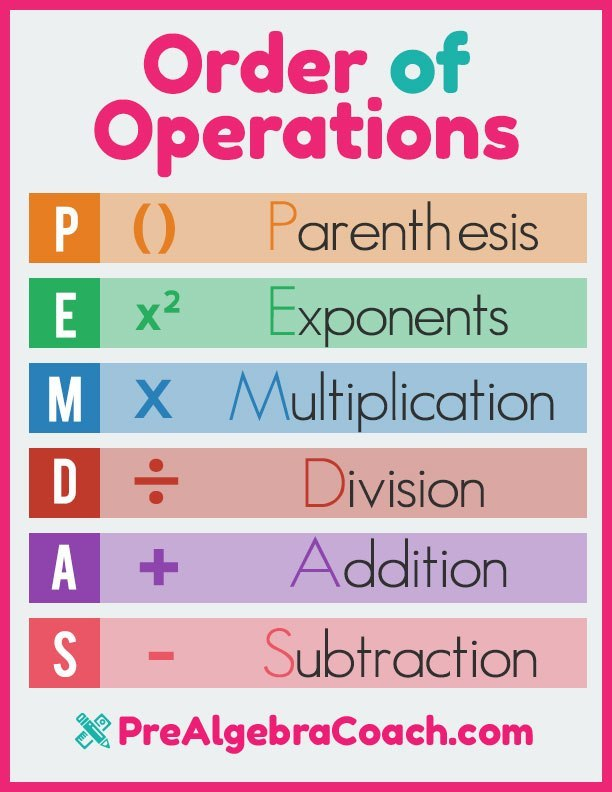 Order of
Operations
P () Parenthesis
E x² Exponents
M x Multiplication
D ÷ Division
A + Addition
S - Subtraction
PreAlgebraCoach.com